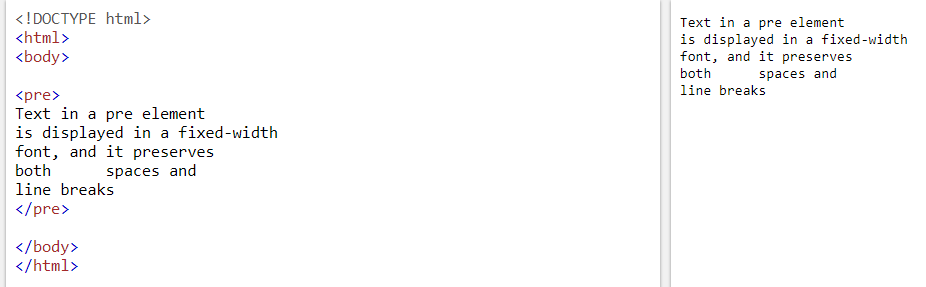 <!DOCTYPE html>
<html>
<body>

<pre>
Text in a pre element
is displayed in a fixed-width
font, and it preserves
both      spaces and
line breaks
</pre>

</body>
</html>

Text in a pre element
is displayed in a fixed-width
font, and it preserves
both      spaces and
line breaks